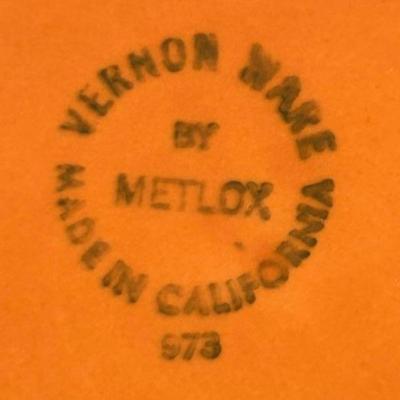 VERNON WARE
BY
METLOX
MADE IN CALIFORNIA
973